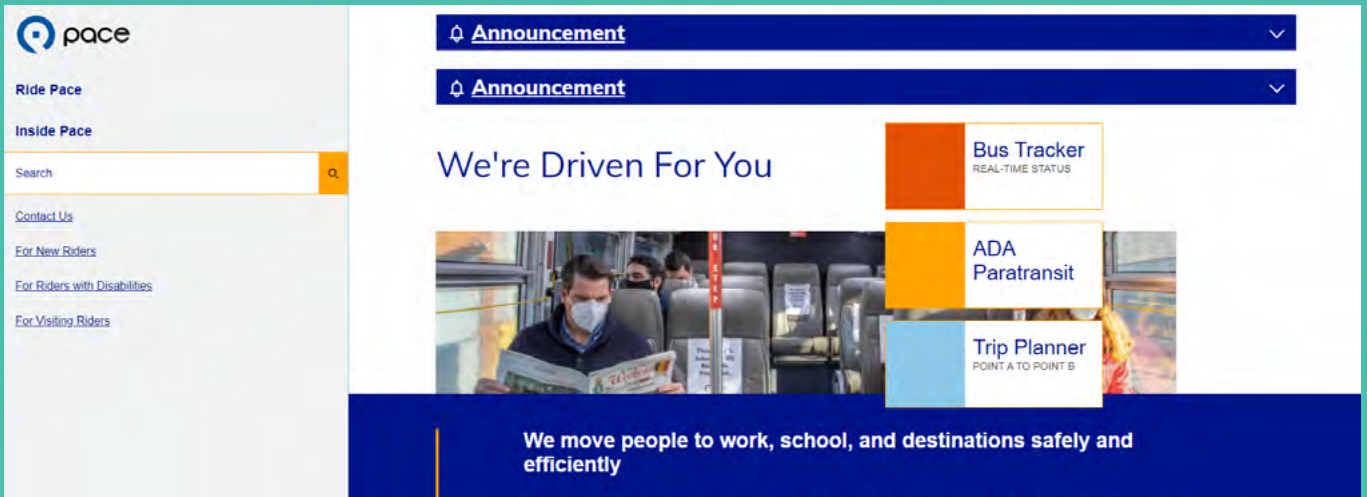 pace
Ride Pace
Inside Pace
Search
Contact Us
For New Riders
For Riders with Disabilities
For Visiting Riders
Announcement
Announcement
We're Driven For You
Bus Tracker
REAL-TIME STATUS
ADA
Paratransit
Trip Planner
POINT A TO POINT B
STEP
We move people to work, school, and destinations safely and
efficiently